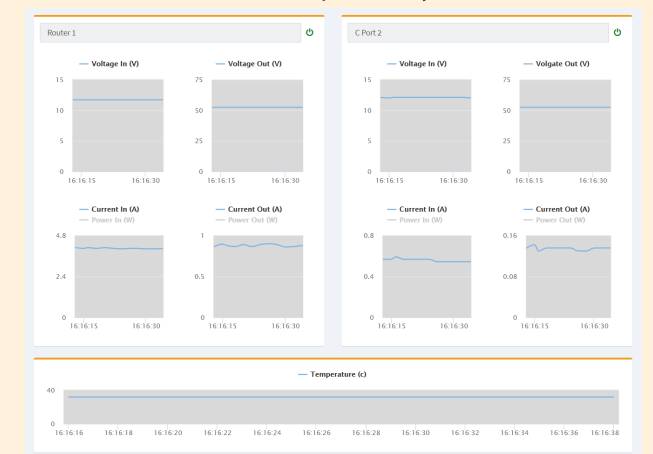 Router 1
C Port 2
Voltage In (V)
Voltage Out (V)
Voltage In (V)
Volgate Out (V)
15
10
5
0
16:16:15 16:16:30
75
50
25
0
16:16:15 16:16:30
15
10
5
0
16:16:15 16:16:30
75
50
25
0
16:16:15 16:16:30
Current In (A)
Power In (W)
Current Out (A)
Power Out (W)
Current In (A)
Power In (W)
Current Out (A)
Power Out (W)
4.8
2.4
0
16:16:15 16:16:30
1
0.5
0
16:16:15 16:16:30
0.8
0.4
0
16:16:15 16:16:30
0.16
0.08
0
16:16:15 16:16:30
Temperature (c)
40
0
16:16:16 16:16:18 16:16:20 16:16:22 16:16:24 16:16:26 16:16:28 16:16:30 16:16:32 16:16:34 16:16:36 16:16:38